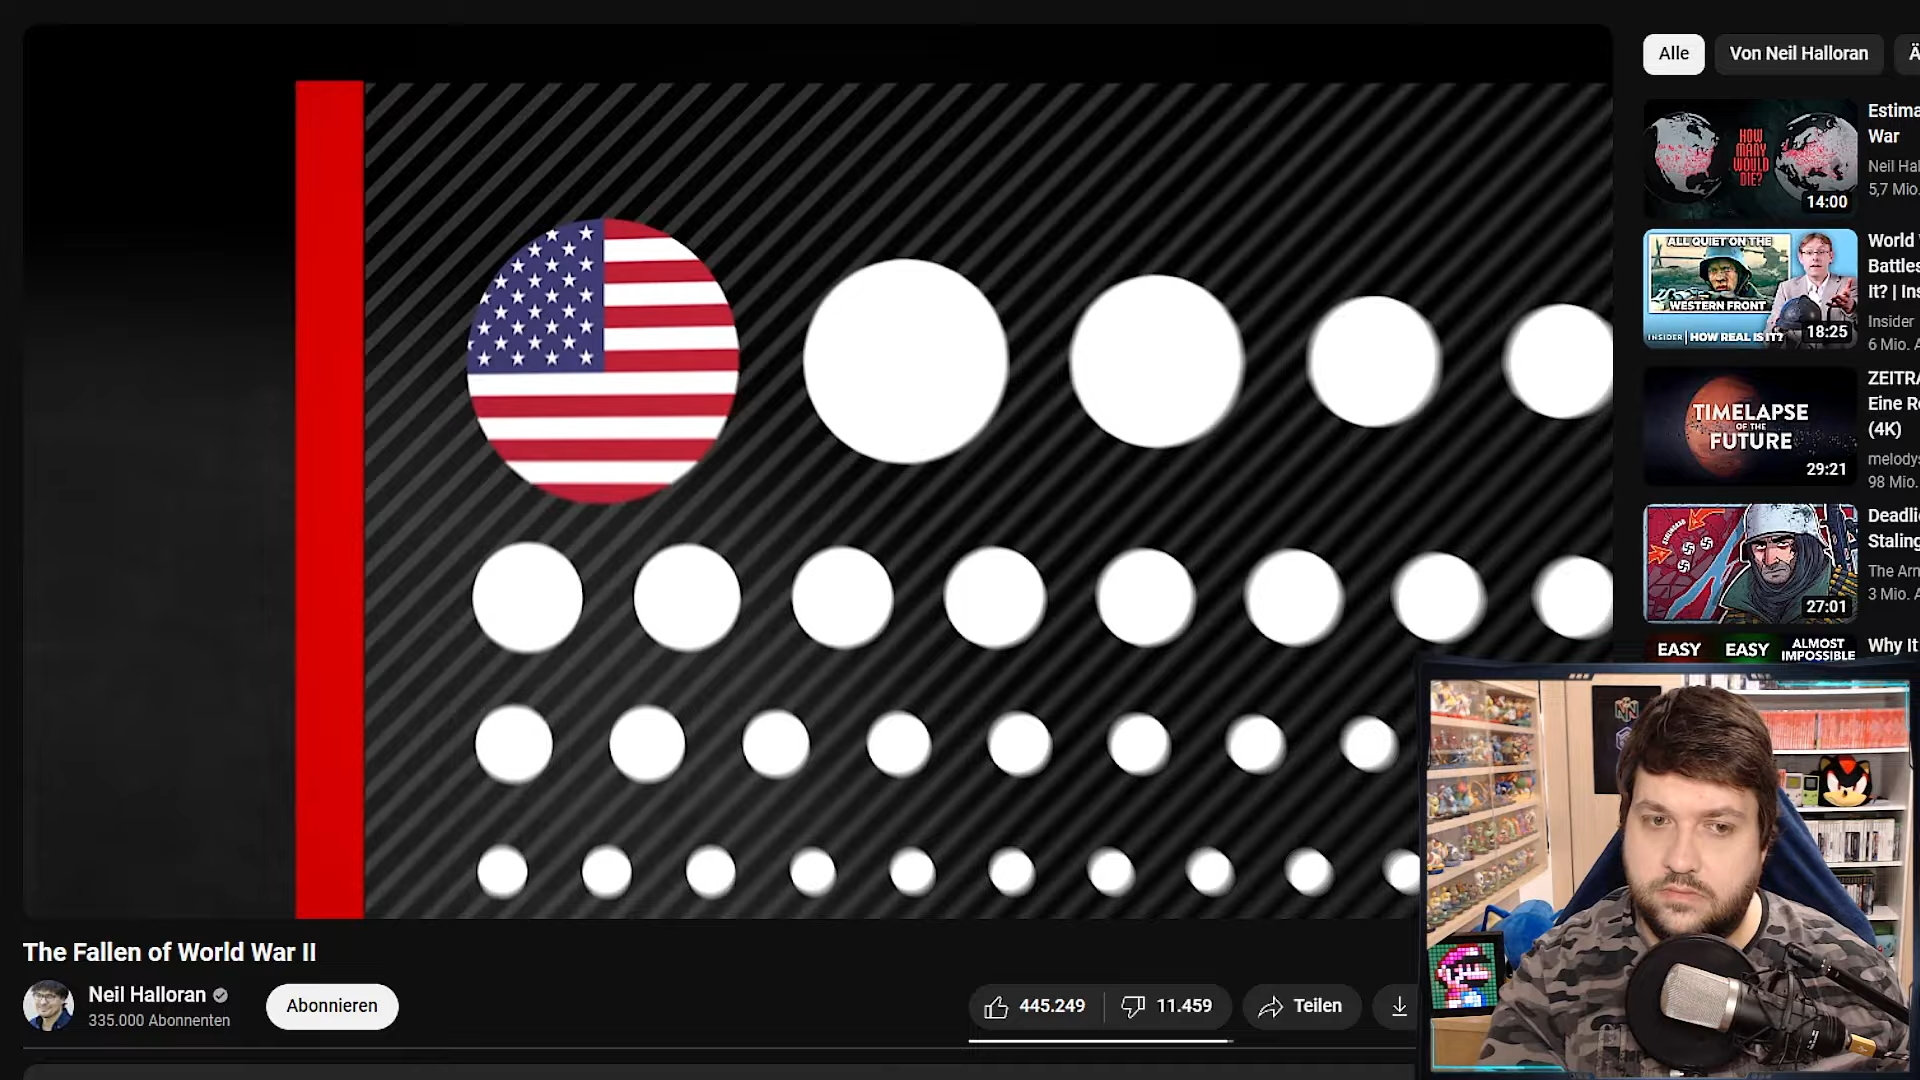 Alle
Von Neil Halloran
Ä
HOW
MANY
WOULD
DIE?
14:00
Estima
War
Neil Hal
5,7 Mio.
ALL QUIET ON THE
WESTERN FRONT
INSIDER | HOW REAL IS IT?
18:25
World
Battles
It? | Ins
Insider
6 Mio. A
TIMELAPSE
OF THE
FUTURE
29:21
ZEITRA
Eine Re
(4K)
melodys
98 Mio.
27:01
Deadlie
Staling
The Arm
3 Mio. A
EASY
EASY
ALMOST
IMPOSSIBLE
Why It
The Fallen of World War II
Neil Halloran
335.000 Abonnenten
Abonnieren
445.249
11.459
Teilen